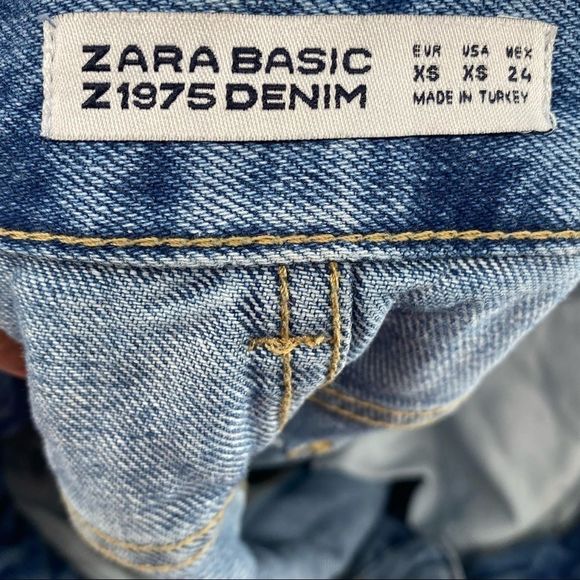 ZARA BASIC
Z1975 DENIM
EUR USA MEX
XS XS 24
MADE IN TURKEY